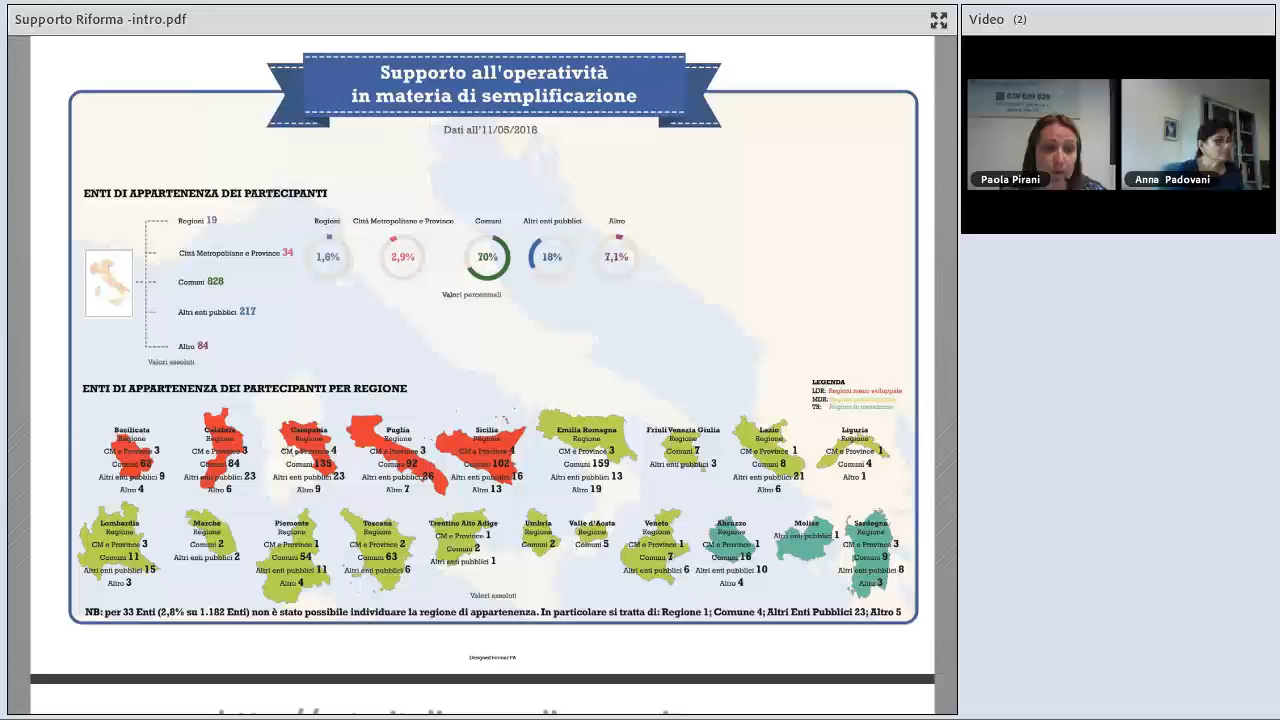 Supporto Riforma -intro.pdf
Video (2)
Paola Pirani
Anna Padovani
Supporto all'operatività
in materia di semplificazione
Dati all'11/05/2018
ENTI DI APPARTENENZA DEI PARTECIPANTI
Regioni 19
Città Metropolitane e Province 34
Comuni 828
Altri enti pubblici 217
Altro 84
Valori assoluti
Regioni Città Metropolitane e Province Comuni Altri enti pubblici Altro
1,6% 2,9% 70% 18% 7,1%
Valori percentuali
ENTI DI APPARTENENZA DEI PARTECIPANTI PER REGIONE
LEGENDA
LDR: Regioni meno sviluppate
MDR:
TR: Regioni in transizione
Basilicata
Regione
CM e Province 3
Comuni 62
Altri enti pubblici 9
Altro 4
Calabria
Regione
CM e Province 3
Comuni 84
Altri enti pubblici 23
Altro 6
Campania
Regione
CM e Province 4
Comuni 135
Altri enti pubblici 23
Altro 9
Puglia
Regione
CM e Province 3
Comuni 92
Altri enti pubblici 26
Altro 7
Sicilia
Regione
CM e Province 4
Comuni 102
Altri enti pubblici 16
Altro 13
Emilia Romagna
Regione
CM e Province 3
Comuni 159
Altri enti pubblici 13
Altro 19
Friuli Venezia Giulia
Regione
Comuni 7
Altri enti pubblici 3
Lazio
Regione
CM e Province 1
Comuni 8
Altri enti pubblici 21
Altro 6
Liguria
Regione
CM e Province 1
Comuni 4
Altro 1
Lombardia
Regione
CM e Province 3
Comuni 11
Altri enti pubblici 15
Altro 3
Marche
Regione
Comuni 2
Altri enti pubblici 2
Piemonte
Regione
CM e Province 1
Comuni 54
Altri enti pubblici 11
Altro 4
Toscana
Regione
CM e Province 2
Comuni 63
Altri enti pubblici 6
Trentino Alto Adige
CM e Province 1
Comuni 2
Altri enti pubblici 1
Umbria
Regione
Comuni 2
Valle d'Aosta
Regione
Comuni 5
Veneto
Regione
CM e Province 1
Comuni 7
Altri enti pubblici 6
Abruzzo
Regione
CM e Province 1
Comuni 16
Altri enti pubblici 10
Altro 4
Molise
Altri enti pubblici 1
Sardegna
Regione
CM e Province 3
Comuni 9
Altri enti pubblici 8
Altro 3
Valori assoluti
NB: per 33 Enti (2,8% su 1.182 Enti) non è stato possibile individuare la regione di appartenenza. In particolare si tratta di: Regione 1; Comune 4; Altri Enti Pubblici 23; Altro 5
Designed Formez PA